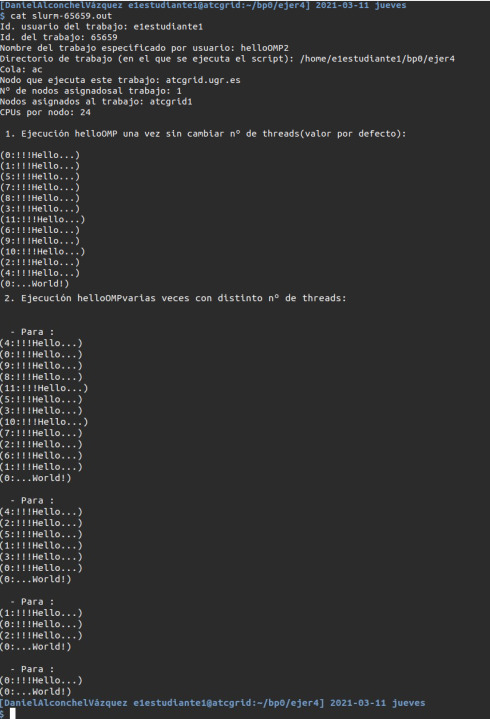 [DanielAlconchelVázquez e1estudiante1@atcgrid:~/bp0/ejer4] 2021-03-11 jueves
$ cat slurm-65659.out
Id. usuario del trabajo: e1estudiante1
Id. del trabajo: 65659
Nombre del trabajo especificado por usuario: helloOMP2
Directorio de trabajo (en el que se ejecuta el script): /home/e1estudiante1/bp0/ejer4
Cola: ac
Nodo que ejecuta este trabajo: atcgrid.ugr.es
Nº de nodos asignadosal trabajo: 1
Nodos asignados al trabajo: atcgrid1
CPUs por nodo: 24
1. Ejecución helloOMP una vez sin cambiar nº de threads(valor por defecto):
(0:!!!Hello...)
(1:!!!Hello...)
(5:!!!Hello...)
(7:!!!Hello...)
(8:!!!Hello...)
(3:!!!Hello...)
(11:!!!Hello...)
(6:!!!Hello...)
(9:!!!Hello...)
(10:!!!Hello...)
(2:!!!Hello...)
(4:!!!Hello...)
(0:...World!)
2. Ejecución helloOMPvarias veces con distinto nº de threads:
- Para :
(4:!!!Hello...)
(0:!!!Hello...)
(9:!!!Hello...)
(8:!!!Hello...)
(11:!!!Hello...)
(5:!!!Hello...)
(3:!!!Hello...)
(10:!!!Hello...)
(7:!!!Hello...)
(2:!!!Hello...)
(6:!!!Hello...)
(1:!!!Hello...)
(0:...World!)
- Para :
(4:!!!Hello...)
(2:!!!Hello...)
(5:!!!Hello...)
(1:!!!Hello...)
(3:!!!Hello...)
(0:!!!Hello...)
(0:...World!)
- Para :
(1:!!!Hello...)
(0:!!!Hello...)
(2:!!!Hello...)
(0:...World!)
- Para :
(0:!!!Hello...)
(0:...World!)
[DanielAlconchelVázquez e1estudiante1@atcgrid:~/bp0/ejer4] 2021-03-11 jueves
$